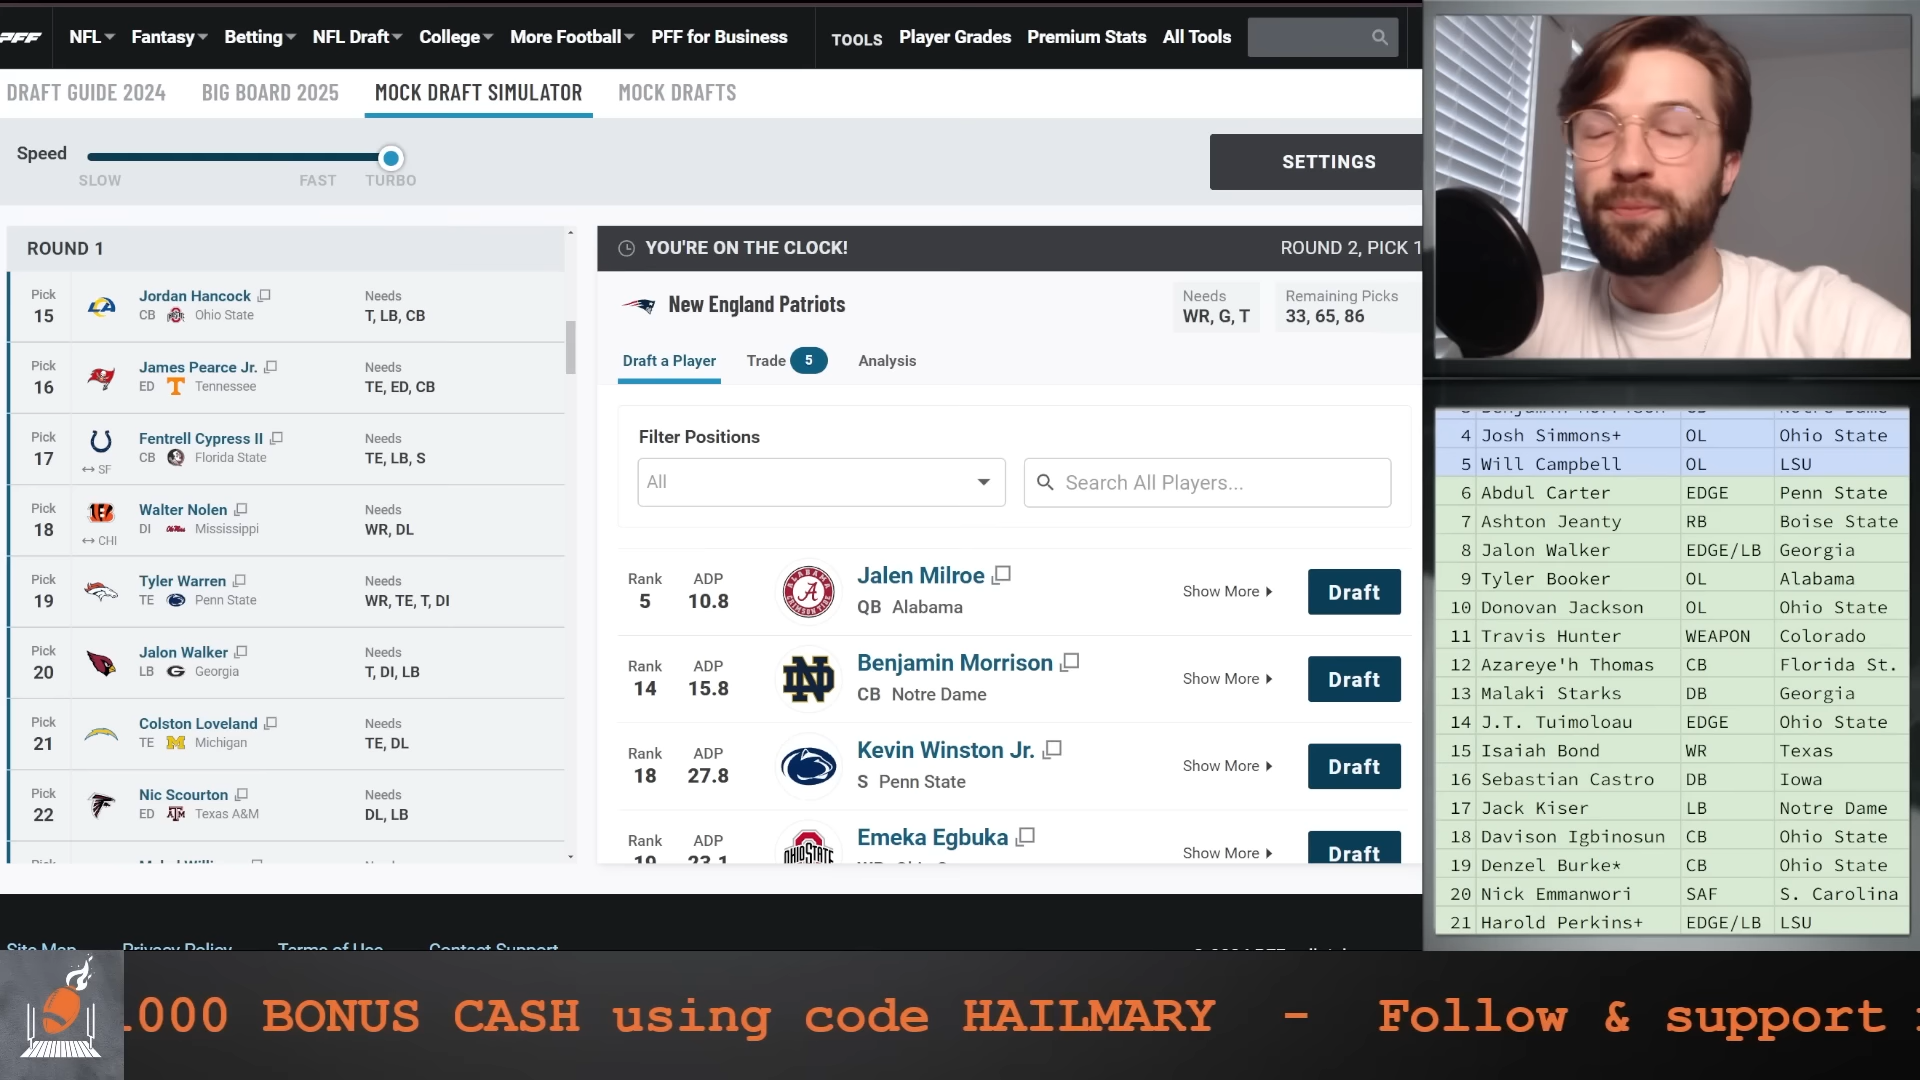 PFF NFL Fantasy Betting NFL Draft College More Football PFF for Business TOOLS Player Grades Premium Stats All Tools
DRAFT GUIDE 2024 BIG BOARD 2025 MOCK DRAFT SIMULATOR MOCK DRAFTS
Speed
SLOW FAST TURBO
SETTINGS
ROUND 1
Pick 15 Jordan Hancock Needs
CB Ohio State T, LB, CB
Pick 16 James Pearce Jr. Needs
ED Tennessee TE, ED, CB
Pick 17 Fentrell Cypress II Needs
CB Florida State TE, LB, S
↔ SF
Pick 18 Walter Nolen Needs
DI Mississippi WR, DL
↔ CHI
Pick 19 Tyler Warren Needs
TE Penn State WR, TE, T, DI
Pick 20 Jalon Walker Needs
LB Georgia T, DI, LB
Pick 21 Colston Loveland Needs
TE Michigan TE, DL
Pick 22 Nic Scourton Needs
ED Texas A&M DL, LB
YOU'RE ON THE CLOCK! ROUND 2, PICK 1
New England Patriots
Needs
WR, G, T
Remaining Picks
33, 65, 86
Draft a Player Trade 5 Analysis
Filter Positions
All Search All Players...
Rank ADP Jalen Milroe Show More Draft
5 10.8 QB Alabama
Rank ADP Benjamin Morrison Show More Draft
14 15.8 CB Notre Dame
Rank ADP Kevin Winston Jr. Show More Draft
18 27.8 S Penn State
Rank ADP Emeka Egbuka Show More Draft
19 23.1
Site Map Privacy Policy Terms of Use Contact Support
4 Josh Simmons+ OL Ohio State
5 Will Campbell OL LSU
6 Abdul Carter EDGE Penn State
7 Ashton Jeanty RB Boise State
8 Jalon Walker EDGE/LB Georgia
9 Tyler Booker OL Alabama
10 Donovan Jackson OL Ohio State
11 Travis Hunter WEAPON Colorado
12 Azareye'h Thomas CB Florida St.
13 Malaki Starks DB Georgia
14 J.T. Tuimoloau EDGE Ohio State
15 Isaiah Bond WR Texas
16 Sebastian Castro DB Iowa
17 Jack Kiser LB Notre Dame
18 Davison Igbinosun CB Ohio State
19 Denzel Burke* CB Ohio State
20 Nick Emmanwori SAF S. Carolina
21 Harold Perkins+ EDGE/LB LSU
000 BONUS CASH using code HAILMARY - Follow & support